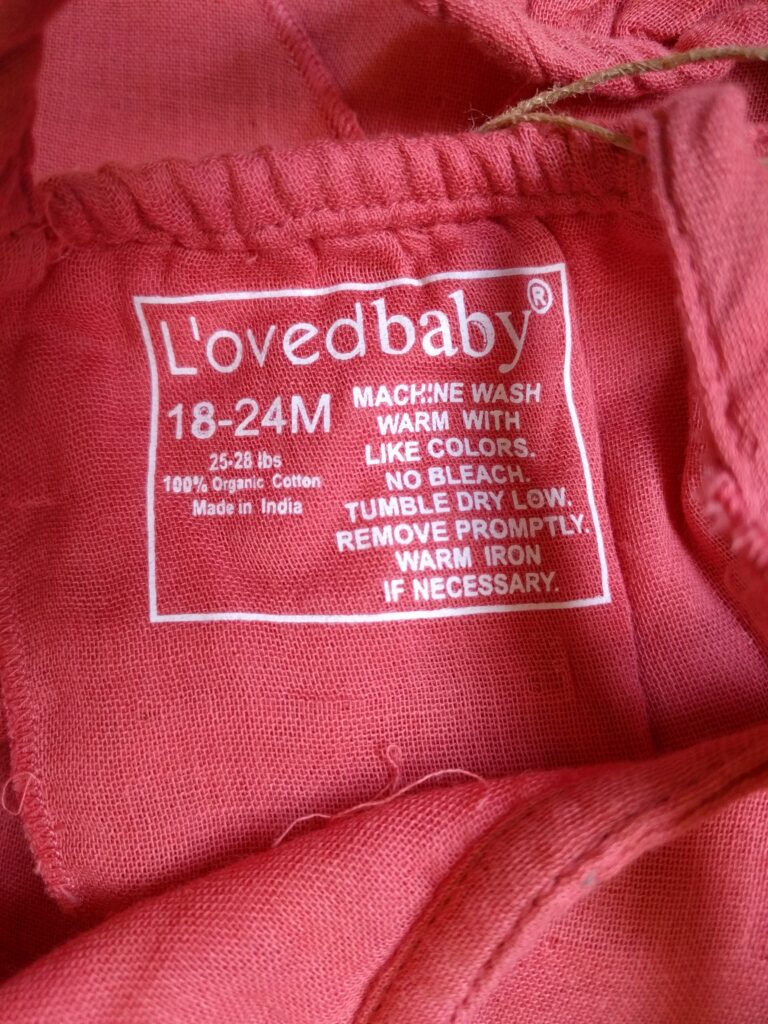 L'ovedbaby®
18-24M
25-28 lbs
100% Organic Cotton
Made in India
MACHINE WASH
WARM WITH
LIKE COLORS.
NO BLEACH.
TUMBLE DRY LOW.
REMOVE PROMPTLY.
WARM IRON
IF NECESSARY.